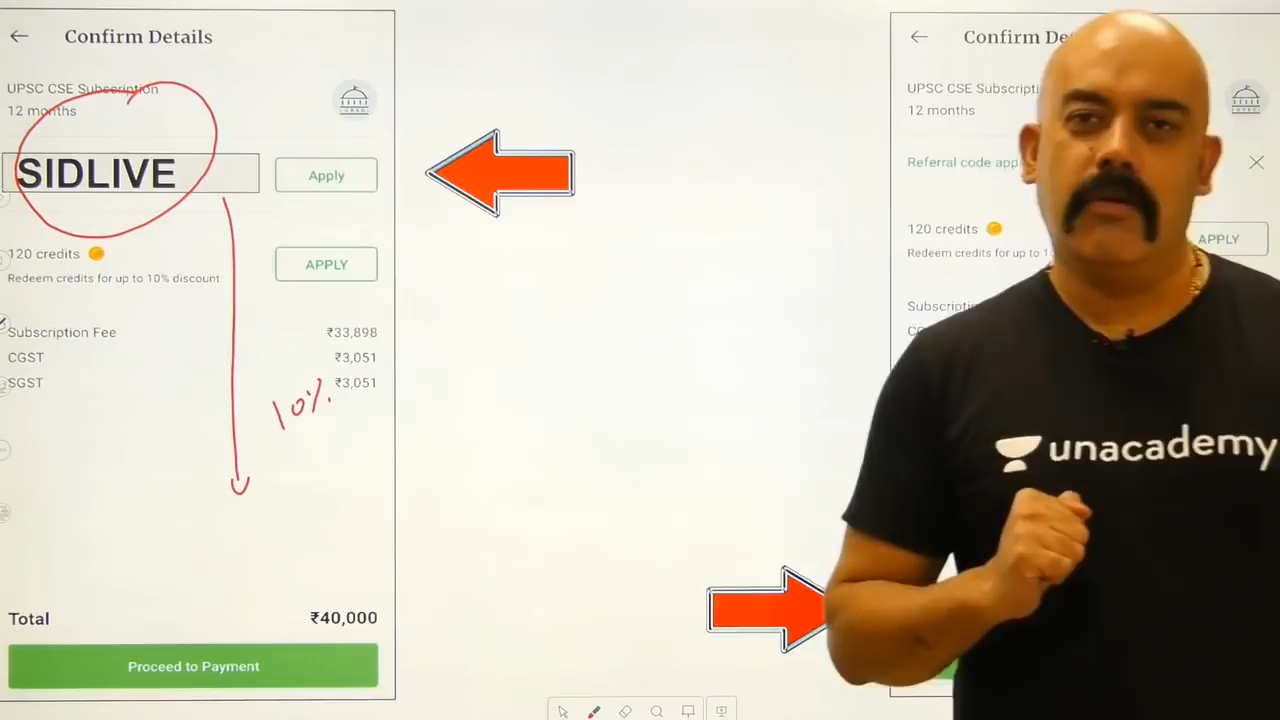 Confirm Details
UPSC CSE Subscription
12 months
UPSC
SIDLIVE
Apply
120 credits
Redeem credits for up to 10% discount
APPLY
Subscription Fee ₹33,898
CGST ₹3,051
SGST ₹3,051
10%
Total ₹40,000
Proceed to Payment
Confirm De
UPSC CSE Subscripti
12 months
Referral code app
120 credits
Redeem credits for up to 1
APPLY
Subscripti
CG
unacademy